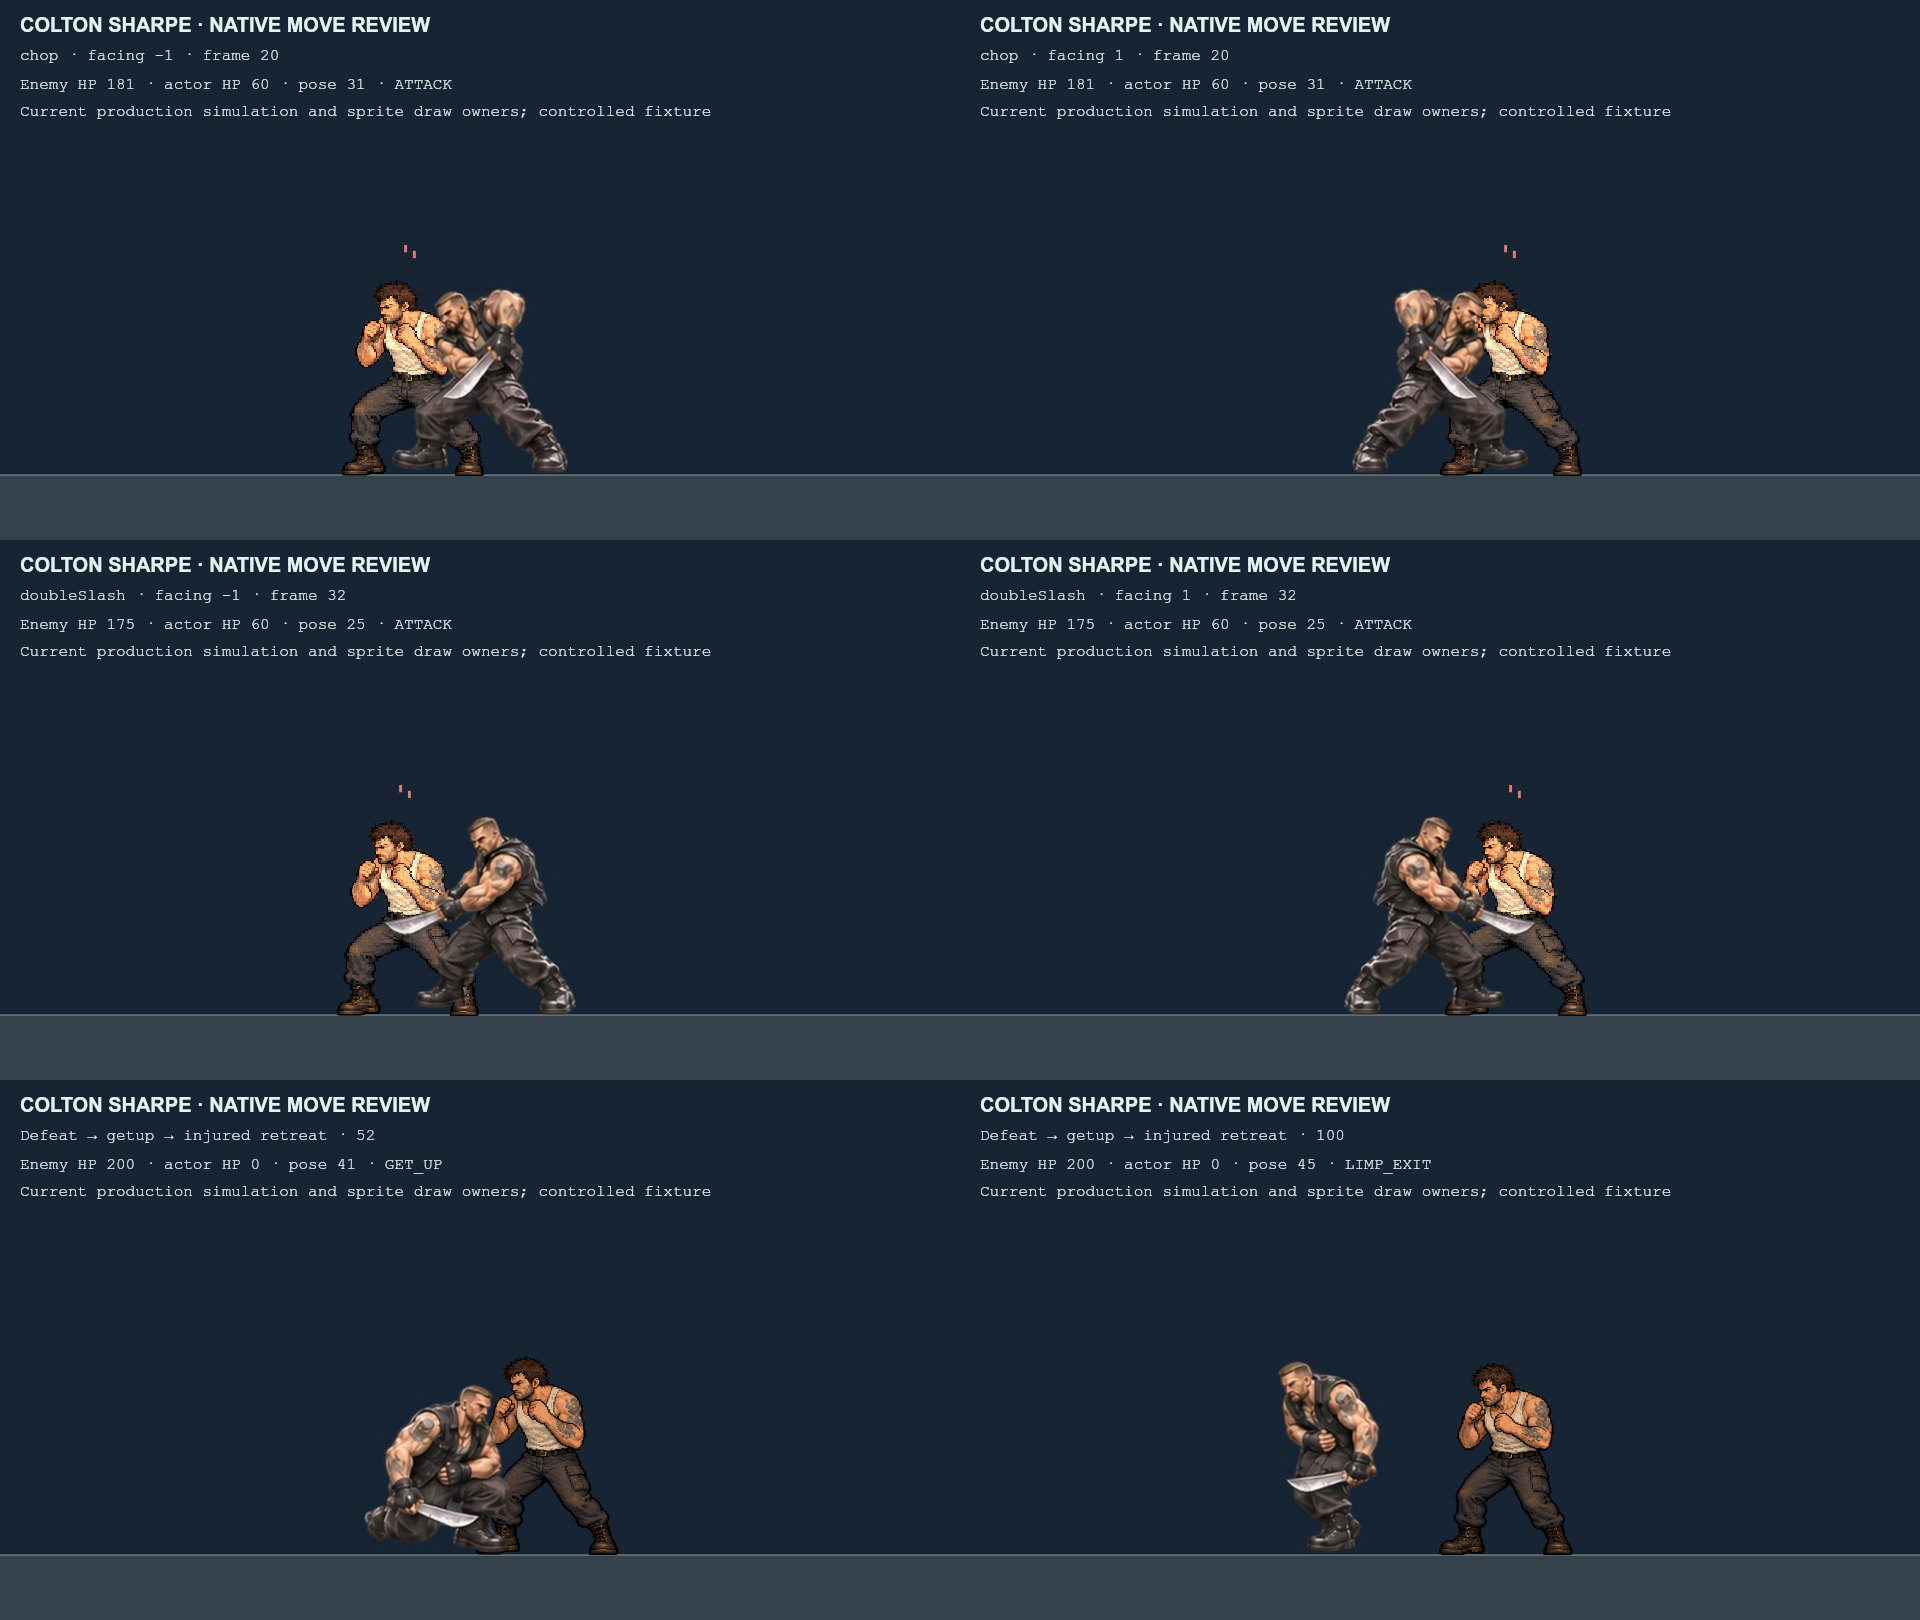 COLTON SHARPE · NATIVE MOVE REVIEW
chop · facing -1 · frame 20
Enemy HP 181 · actor HP 60 · pose 31 · ATTACK
Current production simulation and sprite draw owners; controlled fixture
COLTON SHARPE · NATIVE MOVE REVIEW
chop · facing 1 · frame 20
Enemy HP 181 · actor HP 60 · pose 31 · ATTACK
Current production simulation and sprite draw owners; controlled fixture
COLTON SHARPE · NATIVE MOVE REVIEW
doubleSlash · facing -1 · frame 32
Enemy HP 175 · actor HP 60 · pose 25 · ATTACK
Current production simulation and sprite draw owners; controlled fixture
COLTON SHARPE · NATIVE MOVE REVIEW
doubleSlash · facing 1 · frame 32
Enemy HP 175 · actor HP 60 · pose 25 · ATTACK
Current production simulation and sprite draw owners; controlled fixture
COLTON SHARPE · NATIVE MOVE REVIEW
Defeat → getup → injured retreat · 52
Enemy HP 200 · actor HP 0 · pose 41 · GET_UP
Current production simulation and sprite draw owners; controlled fixture
COLTON SHARPE · NATIVE MOVE REVIEW
Defeat → getup → injured retreat · 100
Enemy HP 200 · actor HP 0 · pose 45 · LIMP_EXIT
Current production simulation and sprite draw owners; controlled fixture